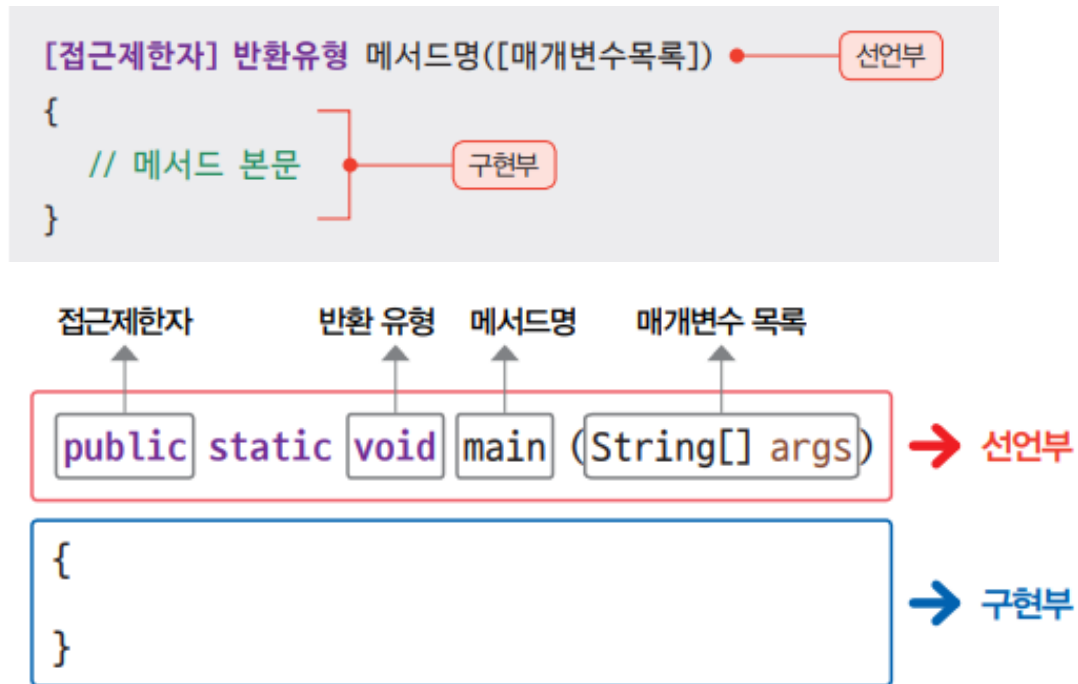 [접근제한자] 반환유형 메서드명([매개변수목록]) 선언부
{
// 메서드 본문 구현부
}
접근제한자 반환 유형 메서드명 매개변수 목록
public static void main (String[] args) 선언부
{
구현부
}